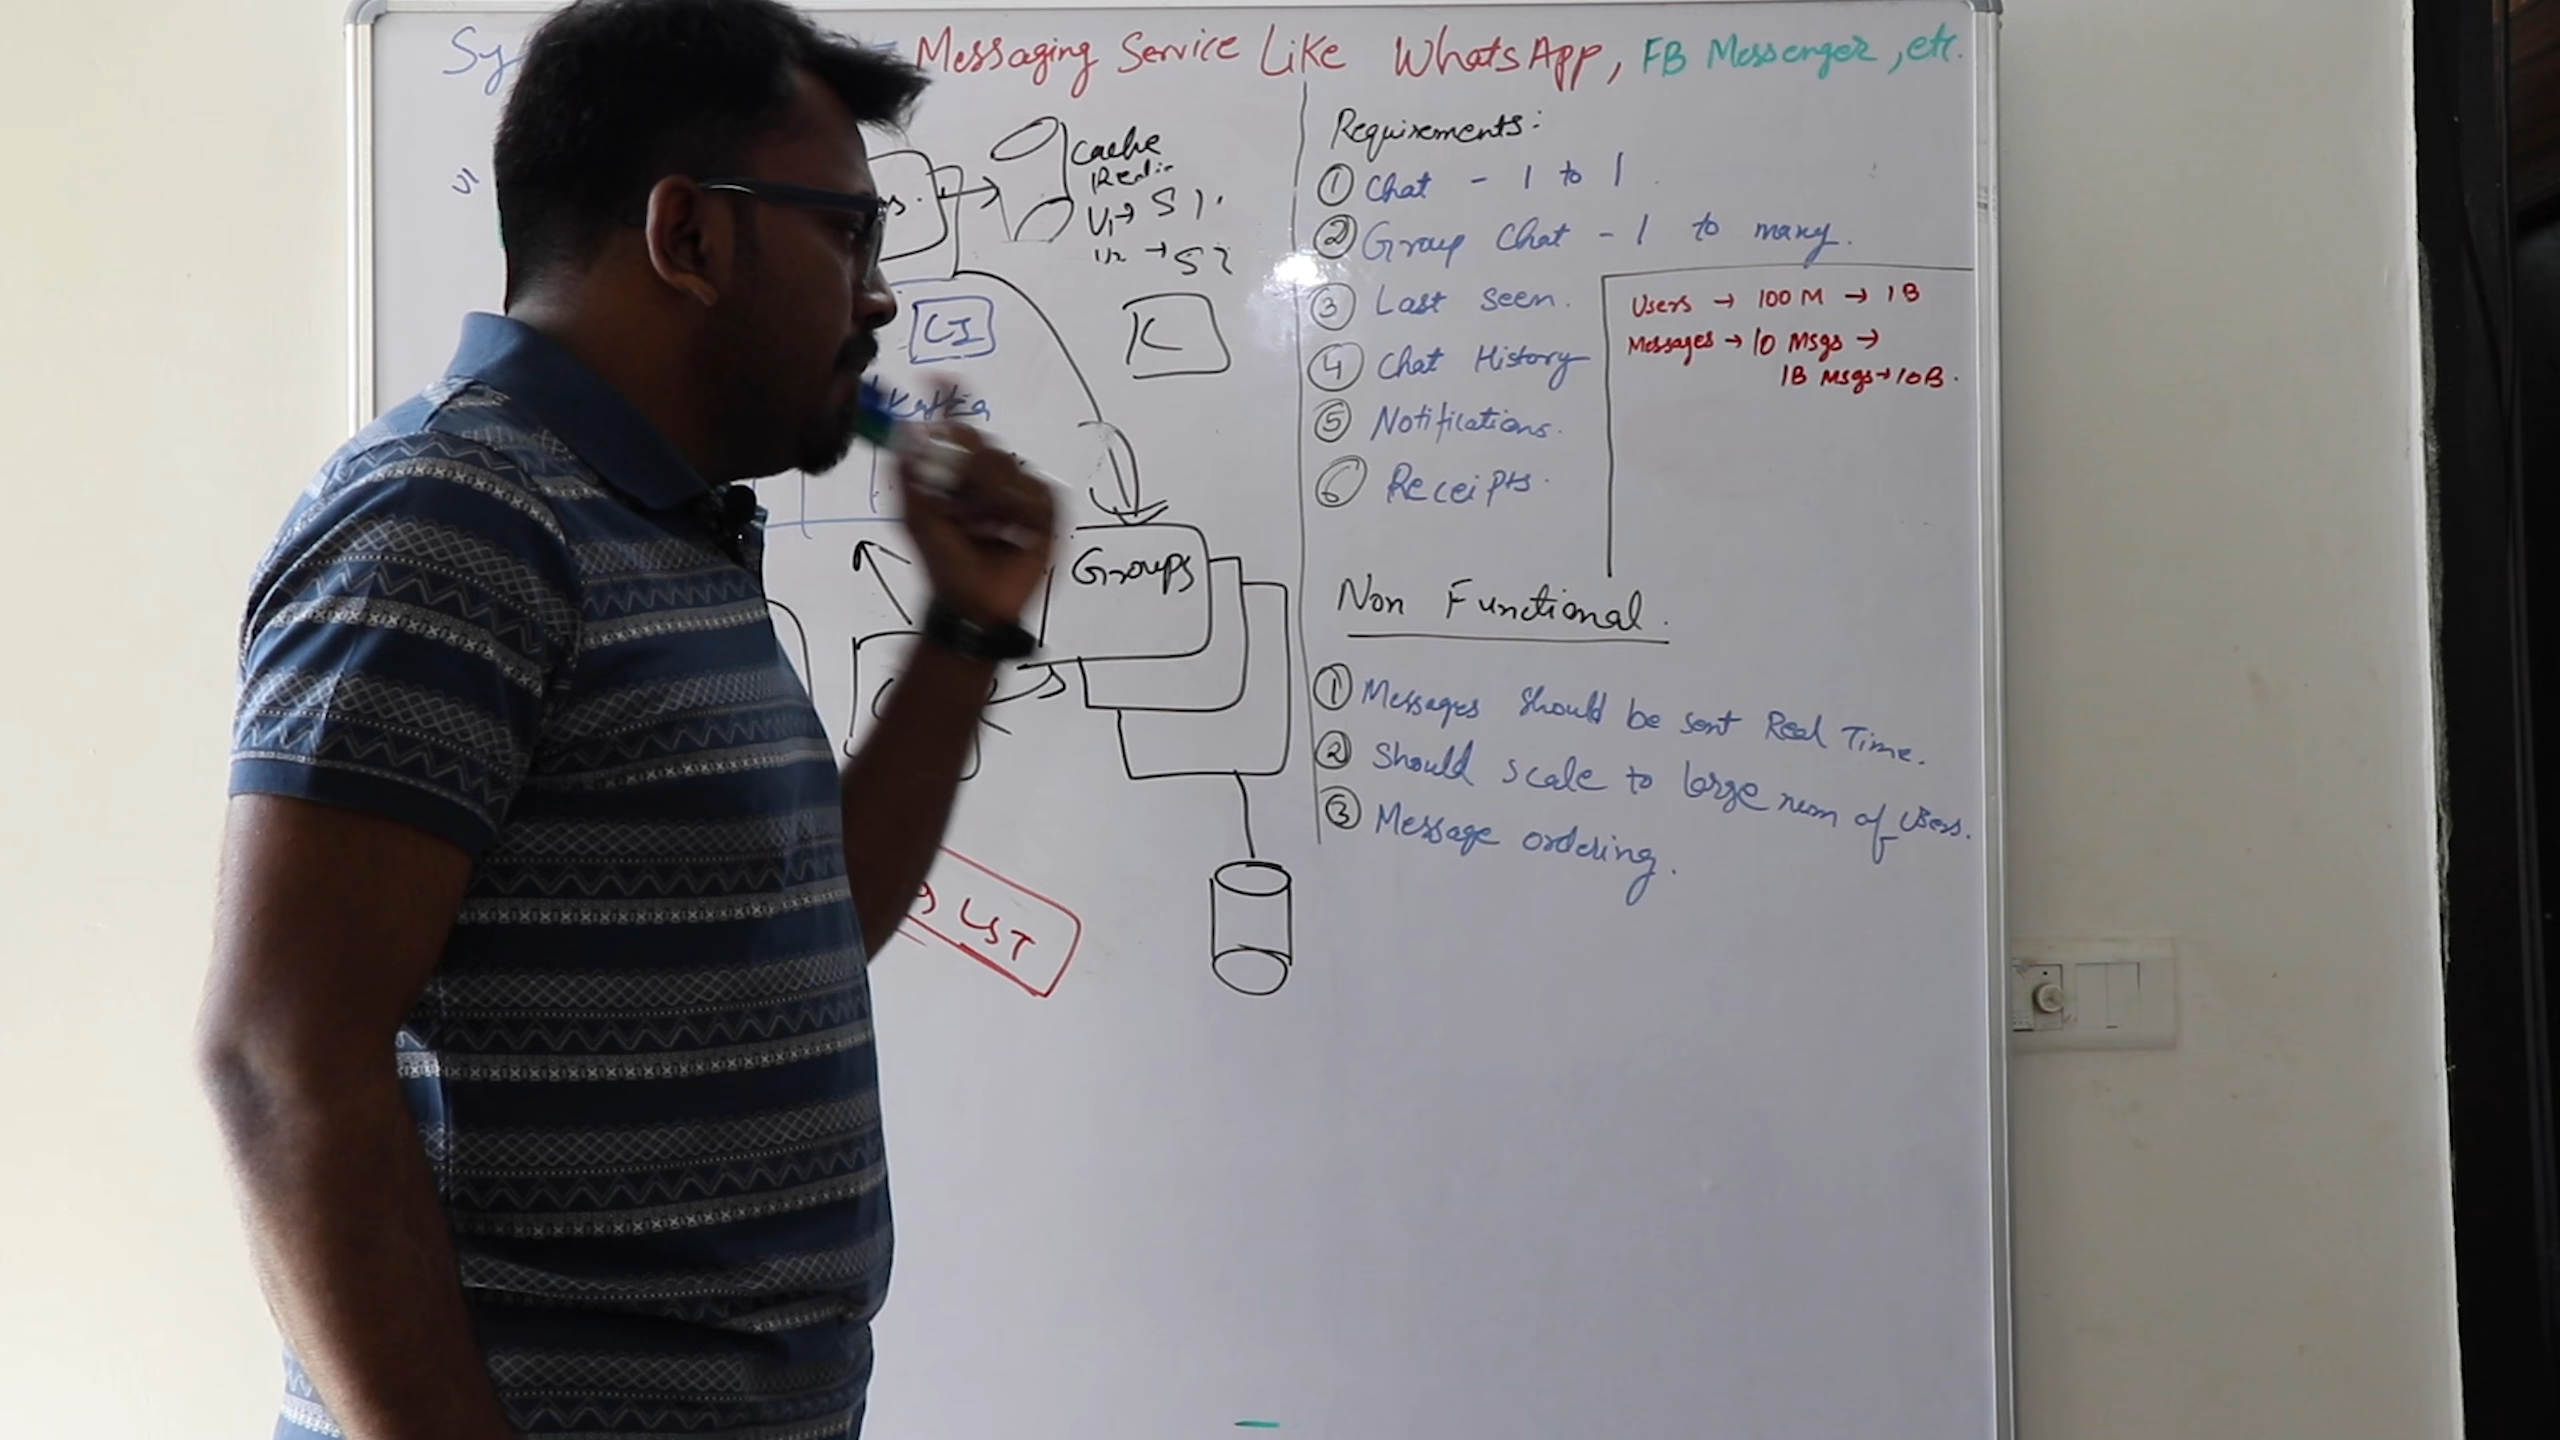 Messaging Service Like WhatsApp, FB Messenger, etc.
Cache
U1 → S1.
U2 → S2
Kafka
Groups
LST
Requirements:
① Chat - 1 to 1
② Group Chat - 1 to many.
③ Last seen.
④ Chat History
⑤ Notifications.
⑥ Receipts.
Users → 100 M → 1B
Messages → 10 Msgs →
1B Msgs → 10B.
Non Functional.
① Messages should be sent Real Time.
② Should scale to large num of Users.
③ Message ordering.